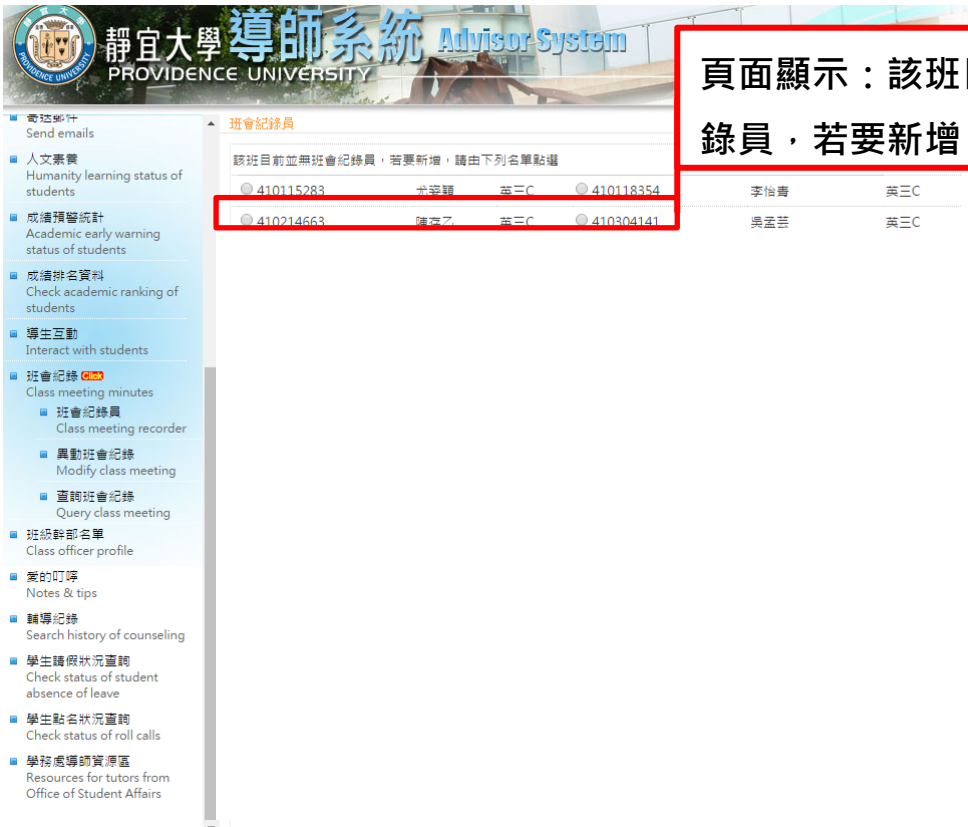 靜宜大學導師系統 Advisor System
PROVIDENCE UNIVERSITY
頁面顯示：該班
錄員，若要新增
寄送郵件
Send emails
人文素養
Humanity learning status of
students
成績預警統計
Academic early warning
status of students
成績排名資料
Check academic ranking of
students
導生互動
Interact with students
班會紀錄 Click
Class meeting minutes
班會紀錄員
Class meeting recorder
異動班會紀錄
Modify class meeting
查詢班會紀錄
Query class meeting
班級幹部名單
Class officer profile
愛的叮嚀
Notes & tips
輔導紀錄
Search history of counseling
學生請假狀況查詢
Check status of student
absence of leave
學生點名狀況查詢
Check status of roll calls
學務處導師資源區
Resources for tutors from
Office of Student Affairs
班會紀錄員
該班目前並無班會紀錄員，若要新增，請由下列名單點選
410115283 尤姿穎 英三C 410118354 李怡青 英三C
410214663 陳存乙 英三C 410304141 吳孟芸 英三C